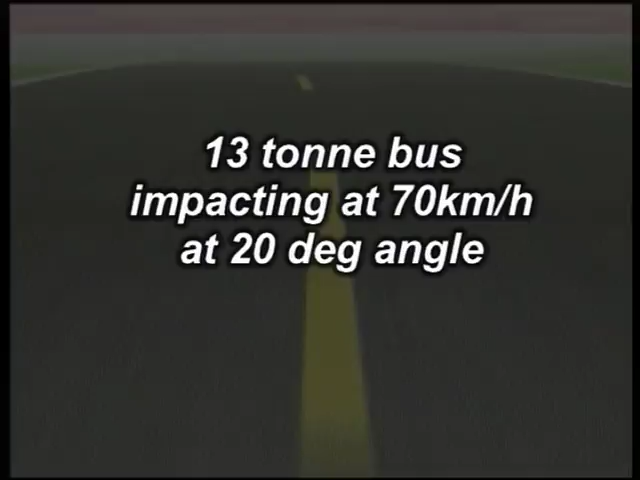 13 tonne bus
impacting at 70km/h
at 20 deg angle